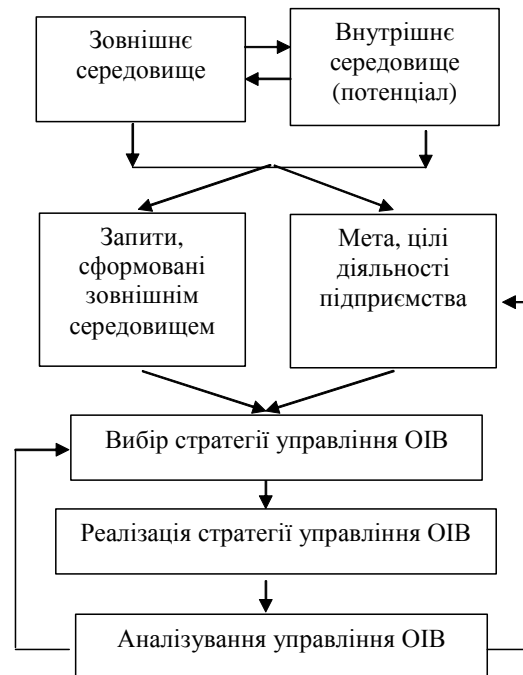 Зовнішнє
середовище
Внутрішнє
середовище
(потенціал)
Запити,
сформовані
зовнішнім
середовищем
Мета, цілі
діяльності
підприємства
Вибір стратегії управління ОІВ
Реалізація стратегії управління ОІВ
Аналізування управління ОІВ